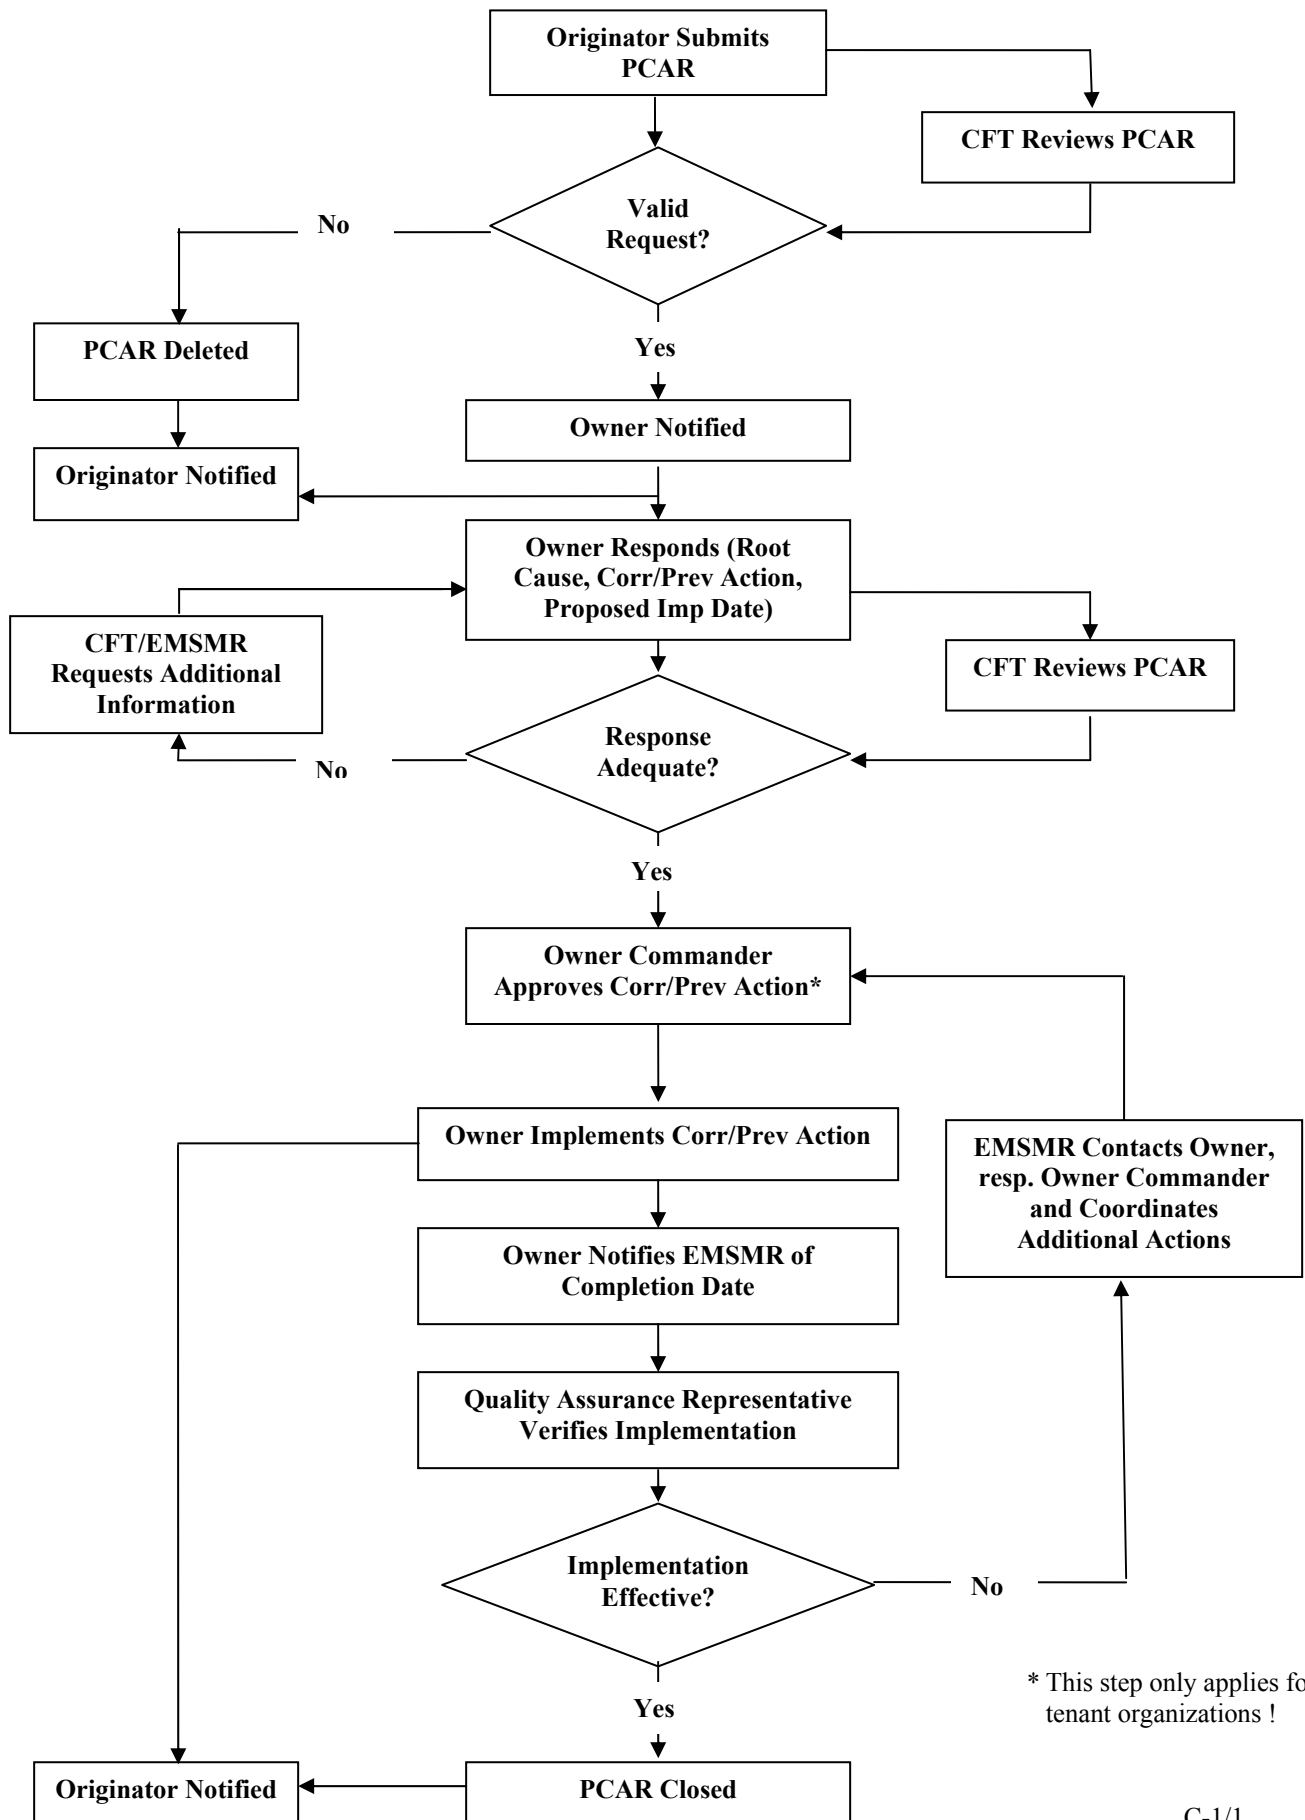 Originator Submits
PCAR
CFT Reviews PCAR
Valid
Request?
No
Yes
PCAR Deleted
Owner Notified
Originator Notified
Owner Responds (Root
Cause, Corr/Prev Action,
Proposed Imp Date)
CFT/EMSMR
Requests Additional
Information
CFT Reviews PCAR
Response
Adequate?
No
Yes
Owner Commander
Approves Corr/Prev Action*
Owner Implements Corr/Prev Action
EMSMR Contacts Owner,
resp. Owner Commander
and Coordinates
Additional Actions
Owner Notifies EMSMR of
Completion Date
Quality Assurance Representative
Verifies Implementation
Implementation
Effective?
No
Yes
* This step only applies fo
tenant organizations !
Originator Notified
PCAR Closed
C-1/1